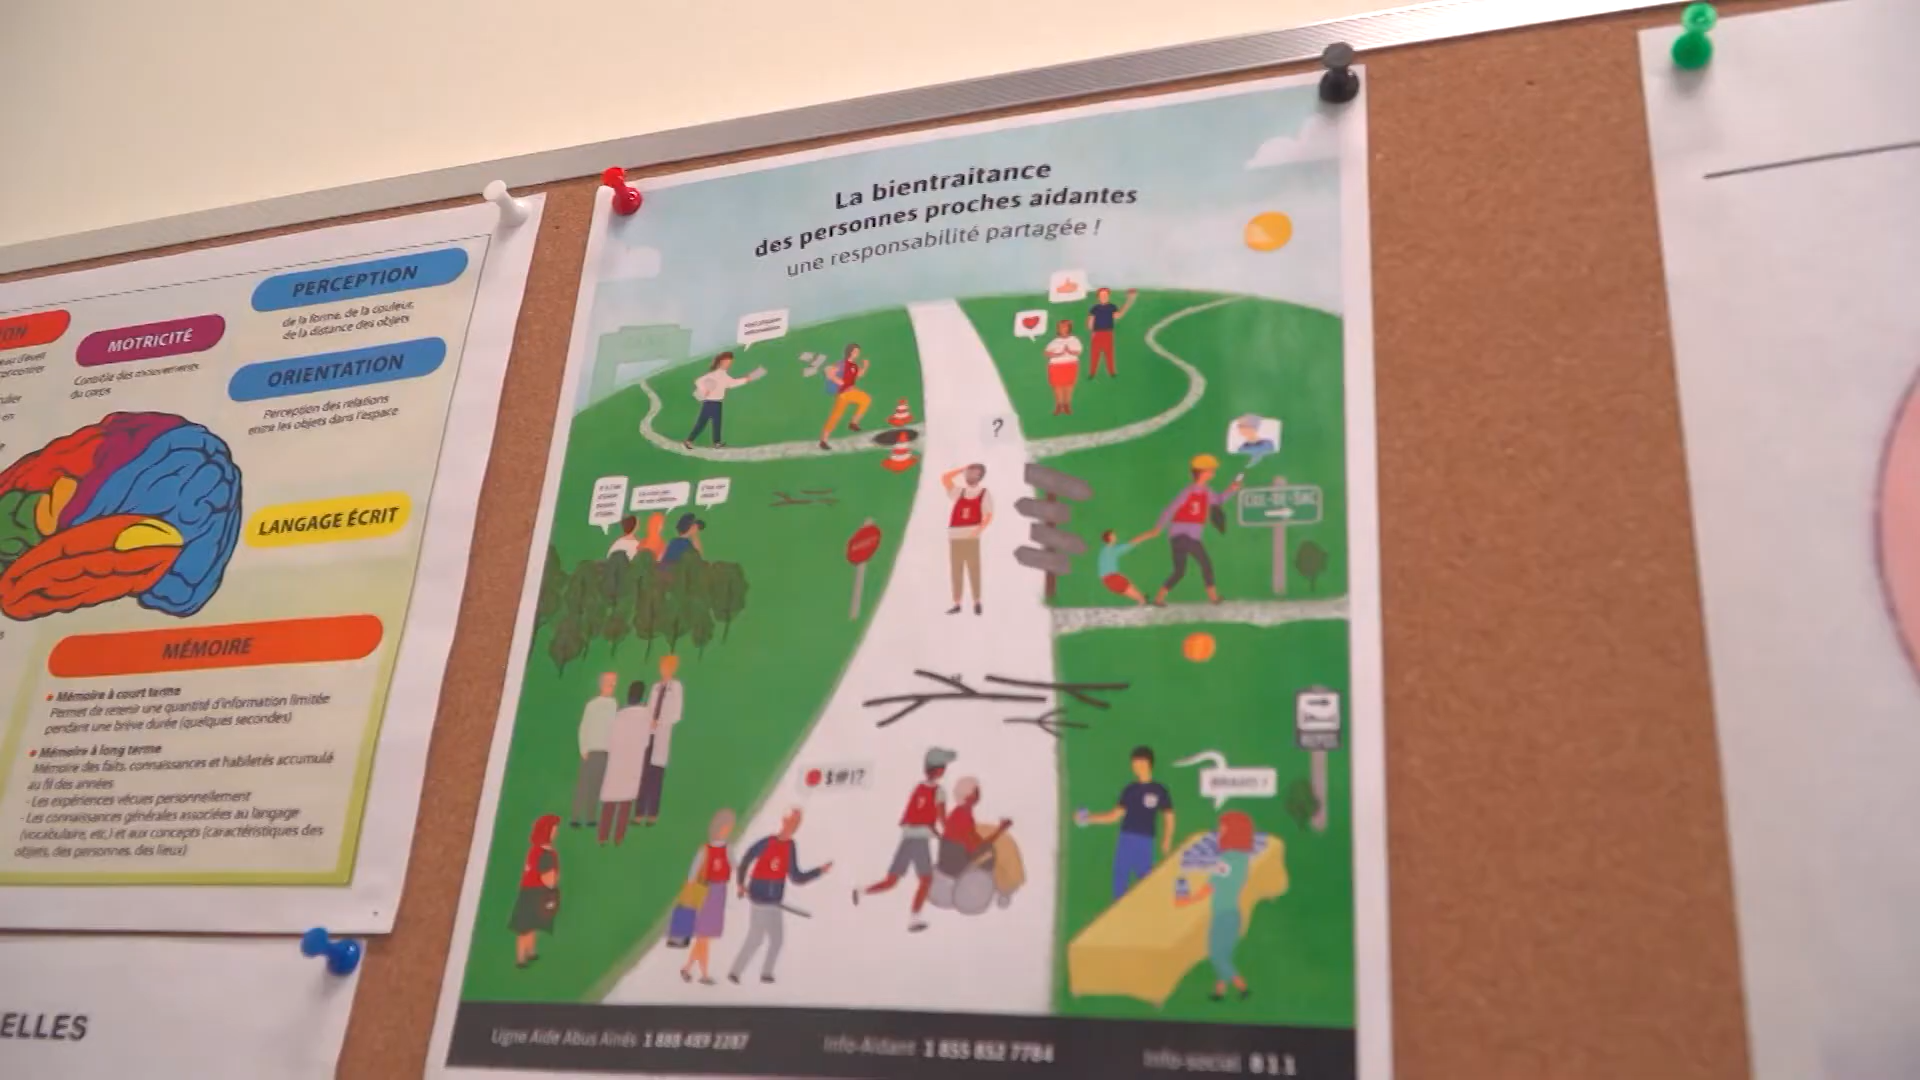 PERCEPTION
de la forme, de la couleur,
de la distance des objets
MOTRICITÉ
Contrôle des mouvements
du corps
ORIENTATION
Perception des relations
entre les objets dans l'espace
LANGAGE ÉCRIT
MÉMOIRE
• Mémoire à court terme
Permet de retenir une quantité d'information limitée
pendant une brève durée (quelques secondes)
• Mémoire à long terme
Mémoire des faits, connaissances et habiletés accumulé
au fil des années
- Les expériences vécues personnellement
- Les connaissances générales associées au langage
(vocabulaire, etc.) et aux concepts (caractéristiques des
objets, des personnes, des lieux)
ELLES
La bientraitance
des personnes proches aidantes
une responsabilité partagée !
?
CUL-DE-SAC
$#!?
BRAVO !
Ligne Aide Abus Aînés 1 888 489 2287
Info-Aidant 1 855 852 7784
Info-social 8 1 1